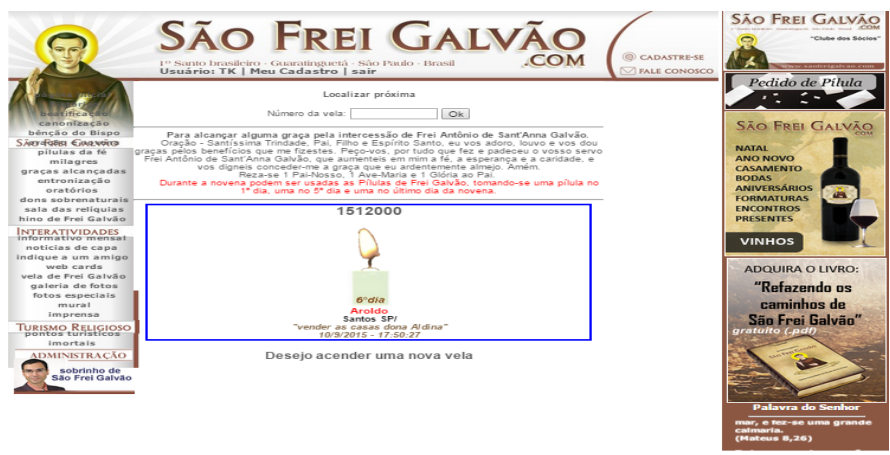 SÃO FREI GALVÃO
.COM
1º Santo brasileiro - Guaratinguetá - São Paulo - Brasil
Usuário: TK | Meu Cadastro | sair
CADASTRE-SE
FALE CONOSCO
beatificação
canonização
bênção do Bispo
SÃO FREI GALVÃO
pílulas da fé
milagres
graças alcançadas
entronização
oratórios
dons sobrenaturais
sala das relíquias
hino de Frei Galvão
INTERATIVIDADES
informativo mensal
notícias de capa
indique a um amigo
web cards
vela de Frei Galvão
galeria de fotos
fotos especiais
mural
imprensa
TURISMO RELIGIOSO
pontos turísticos
imortais
ADMINISTRAÇÃO
sobrinho de
São Frei Galvão
Localizar próxima
Número da vela:
Ok
Para alcançar alguma graça pela intercessão de Frei Antônio de Sant'Anna Galvão.
Oração - Santíssima Trindade, Pai, Filho e Espírito Santo, eu vos adoro, louvo e vos dou
graças pelos benefícios que me fizestes. Peço-vos, por tudo que fez e padeceu o vosso servo
Frei Antônio de Sant'Anna Galvão, que aumenteis em mim a fé, a esperança e a caridade, e
vos digneis conceder-me a graça que eu ardentemente almejo. Amém.
Reza-se 1 Pai-Nosso, 1 Ave-Maria e 1 Glória ao Pai.
Durante a novena podem ser usadas as Pílulas de Frei Galvão, tomando-se uma pílula no
1º dia, uma no 5º dia e uma no último dia da novena.
1512000
6ºdia
Aroldo
Santos SP/
"vender as casas dona Aldina"
10/9/2015 - 17:50:27
Desejo acender uma nova vela
SÃO FREI GALVÃO
.COM
"Clube dos Sócios"
www.saofreigalvao.com
Pedido de Pílula
SÃO FREI GALVÃO
.COM
NATAL
ANO NOVO
CASAMENTO
BODAS
ANIVERSÁRIOS
FORMATURAS
ENCONTROS
PRESENTES
VINHOS
ADQUIRA O LIVRO:
"Refazendo os
caminhos de
São Frei Galvão"
gratuito (.pdf)
Palavra do Senhor
mar, e fez-se uma grande
calmaria.
(Mateus 8,26)